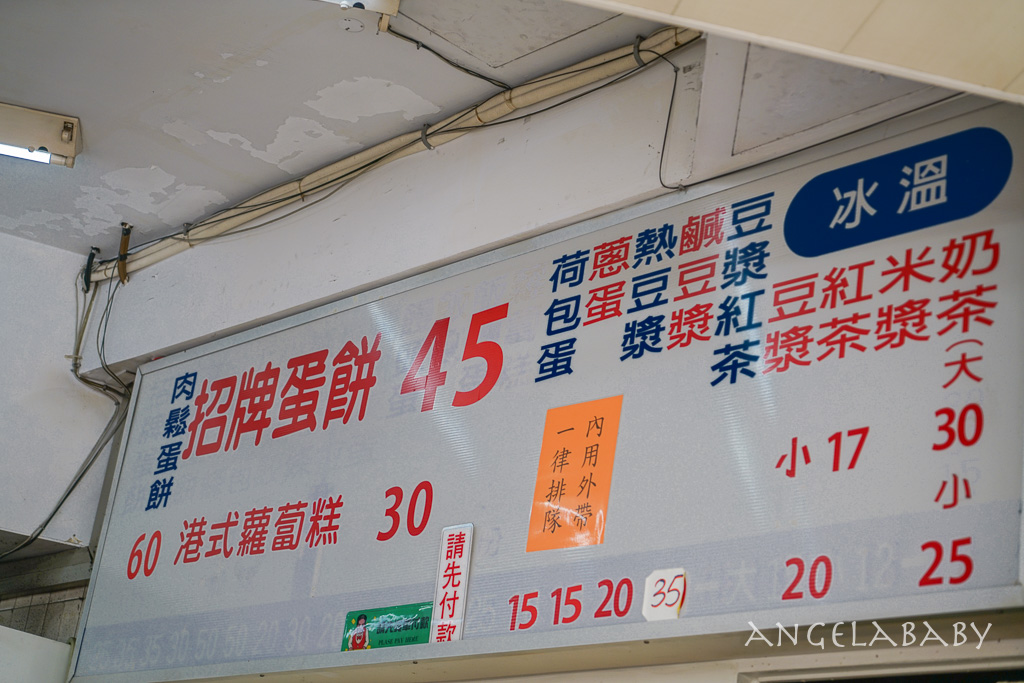 肉鬆蛋餅
60
招牌蛋餅 45
港式蘿蔔糕 30
請先付款
PLEASE PAY HERE
荷包蛋
15
蔥蛋
15
熱豆漿
20
鹹豆漿
35
豆漿紅茶
內用外帶
一律排隊
冰 溫
豆漿
紅茶
米漿
小 17
20
奶茶(大
30
小
25
ANGELABABY